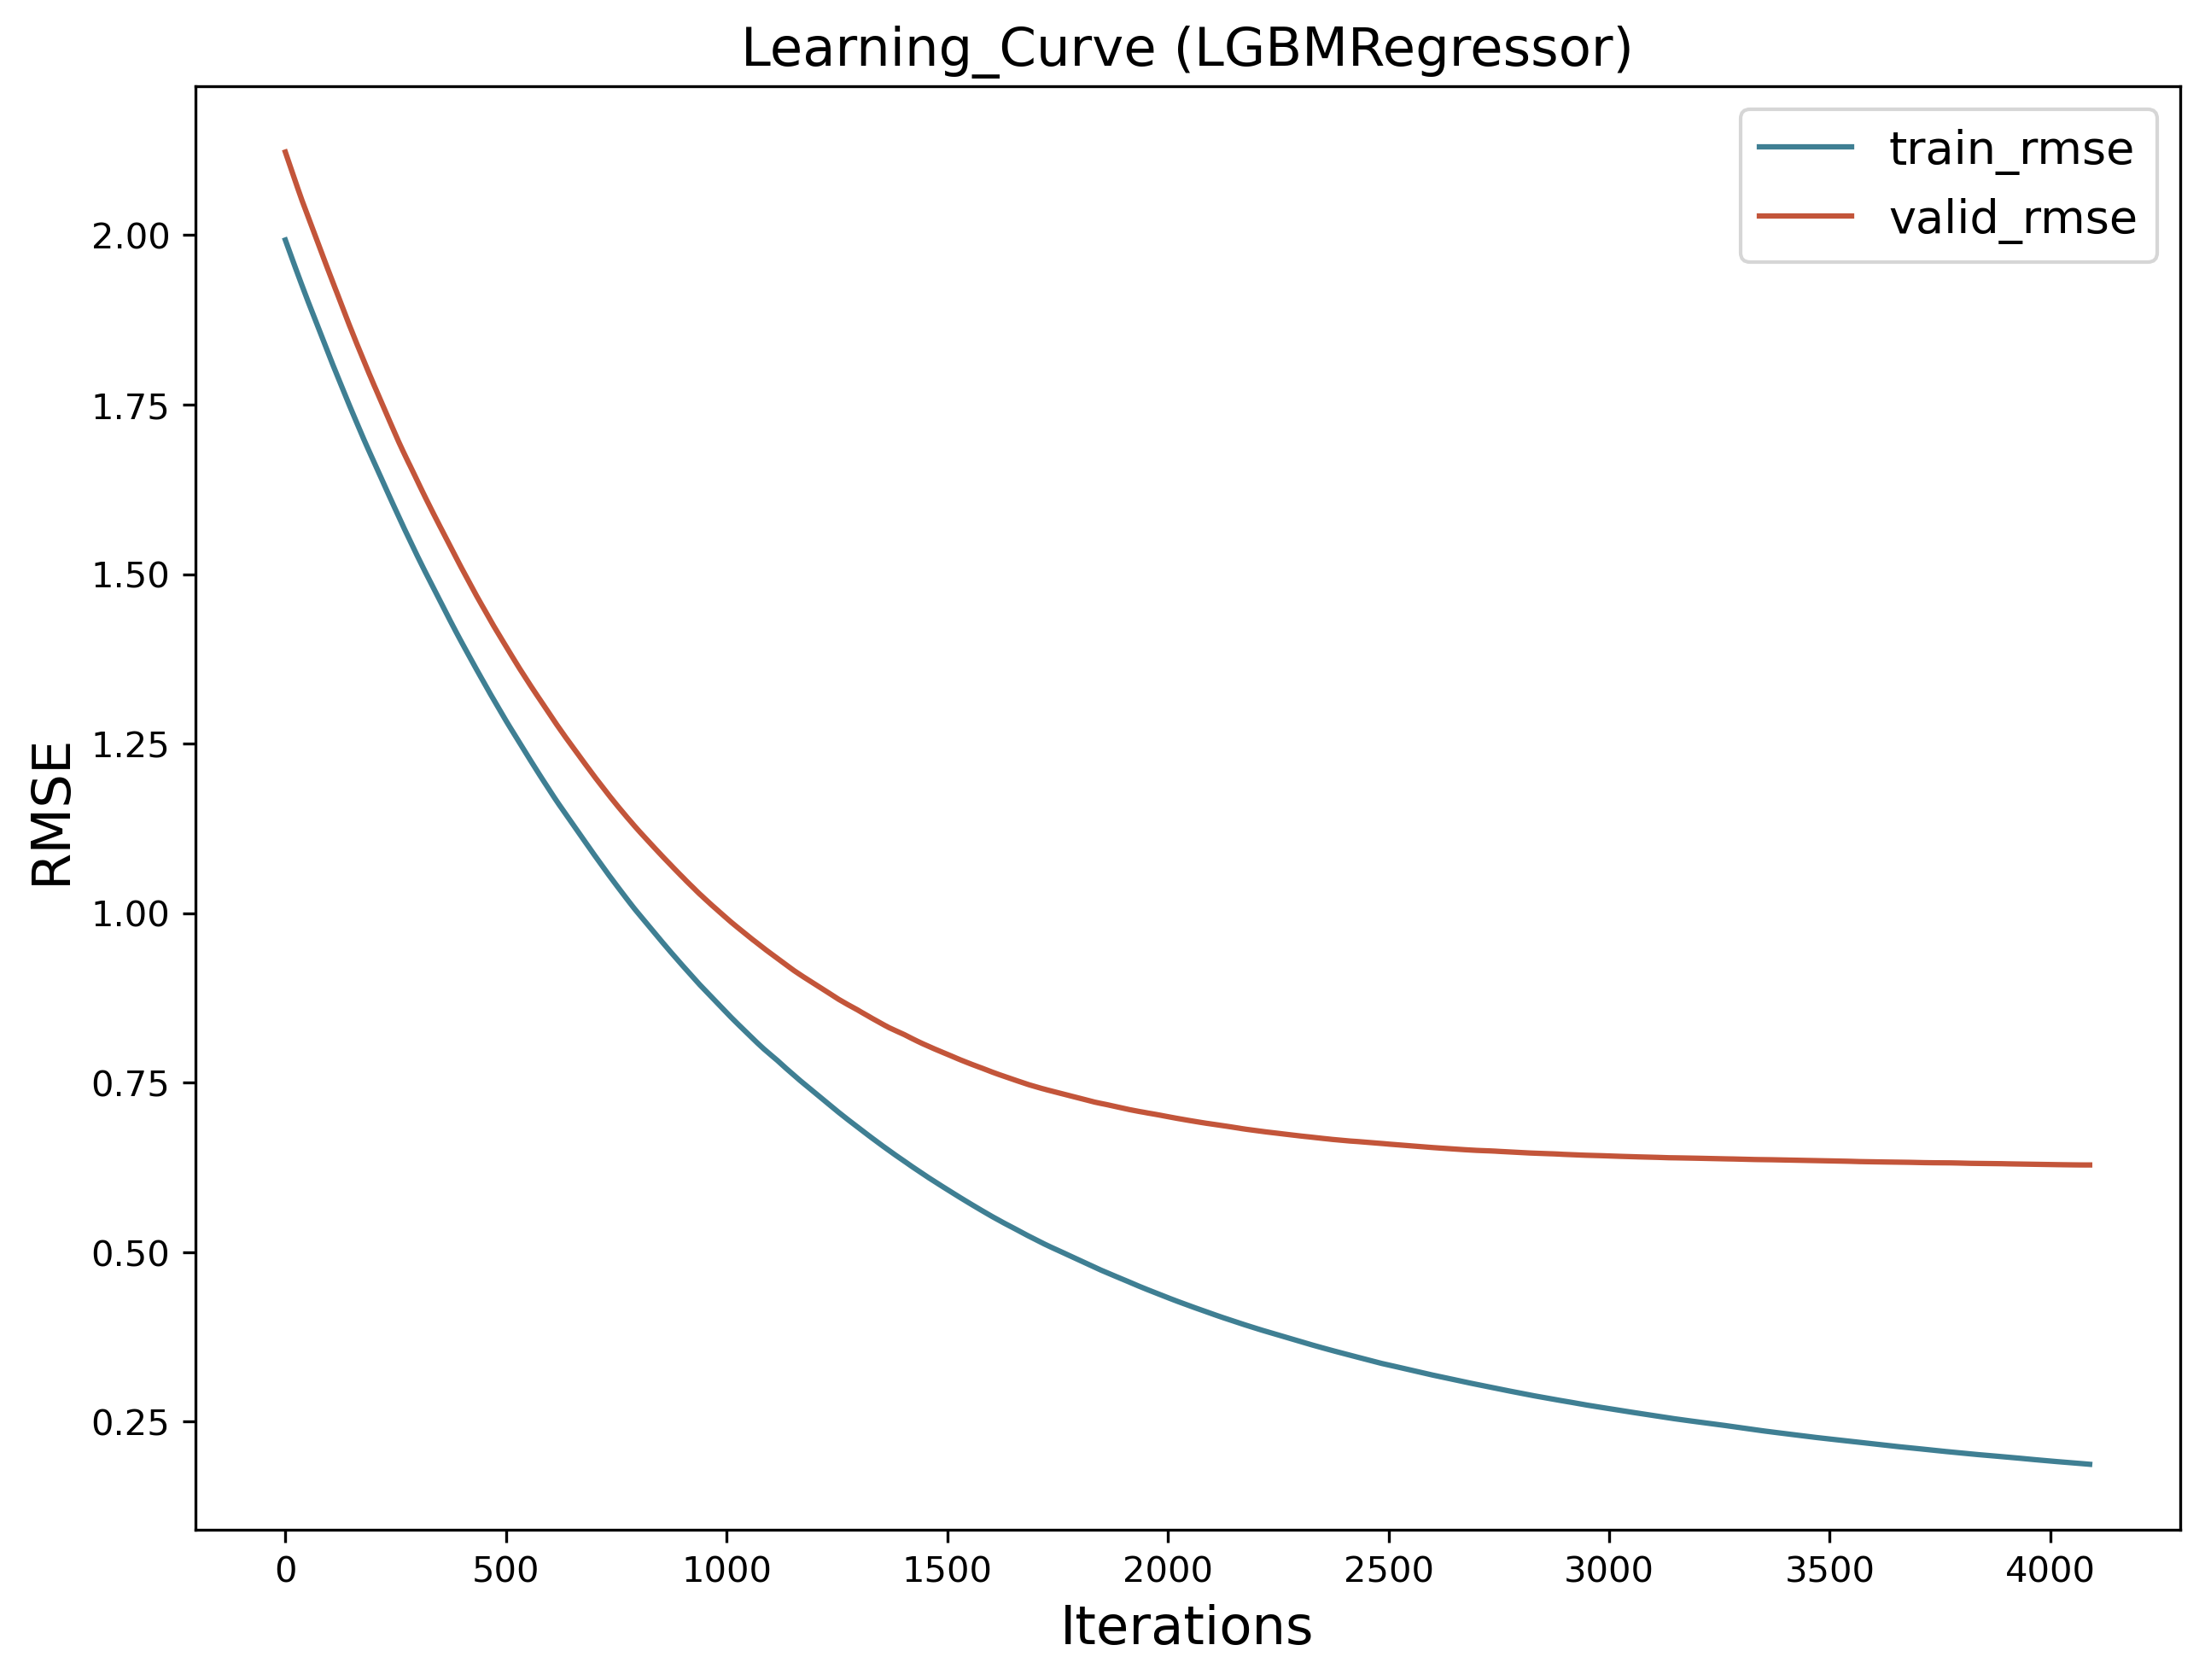 Learning_Curve (LGBMRegressor)
train_rmse
valid_rmse
2.00
1.75
1.50
1.25
1.00
0.75
0.50
0.25
RMSE
0 500 1000 1500 2000 2500 3000 3500 4000
Iterations